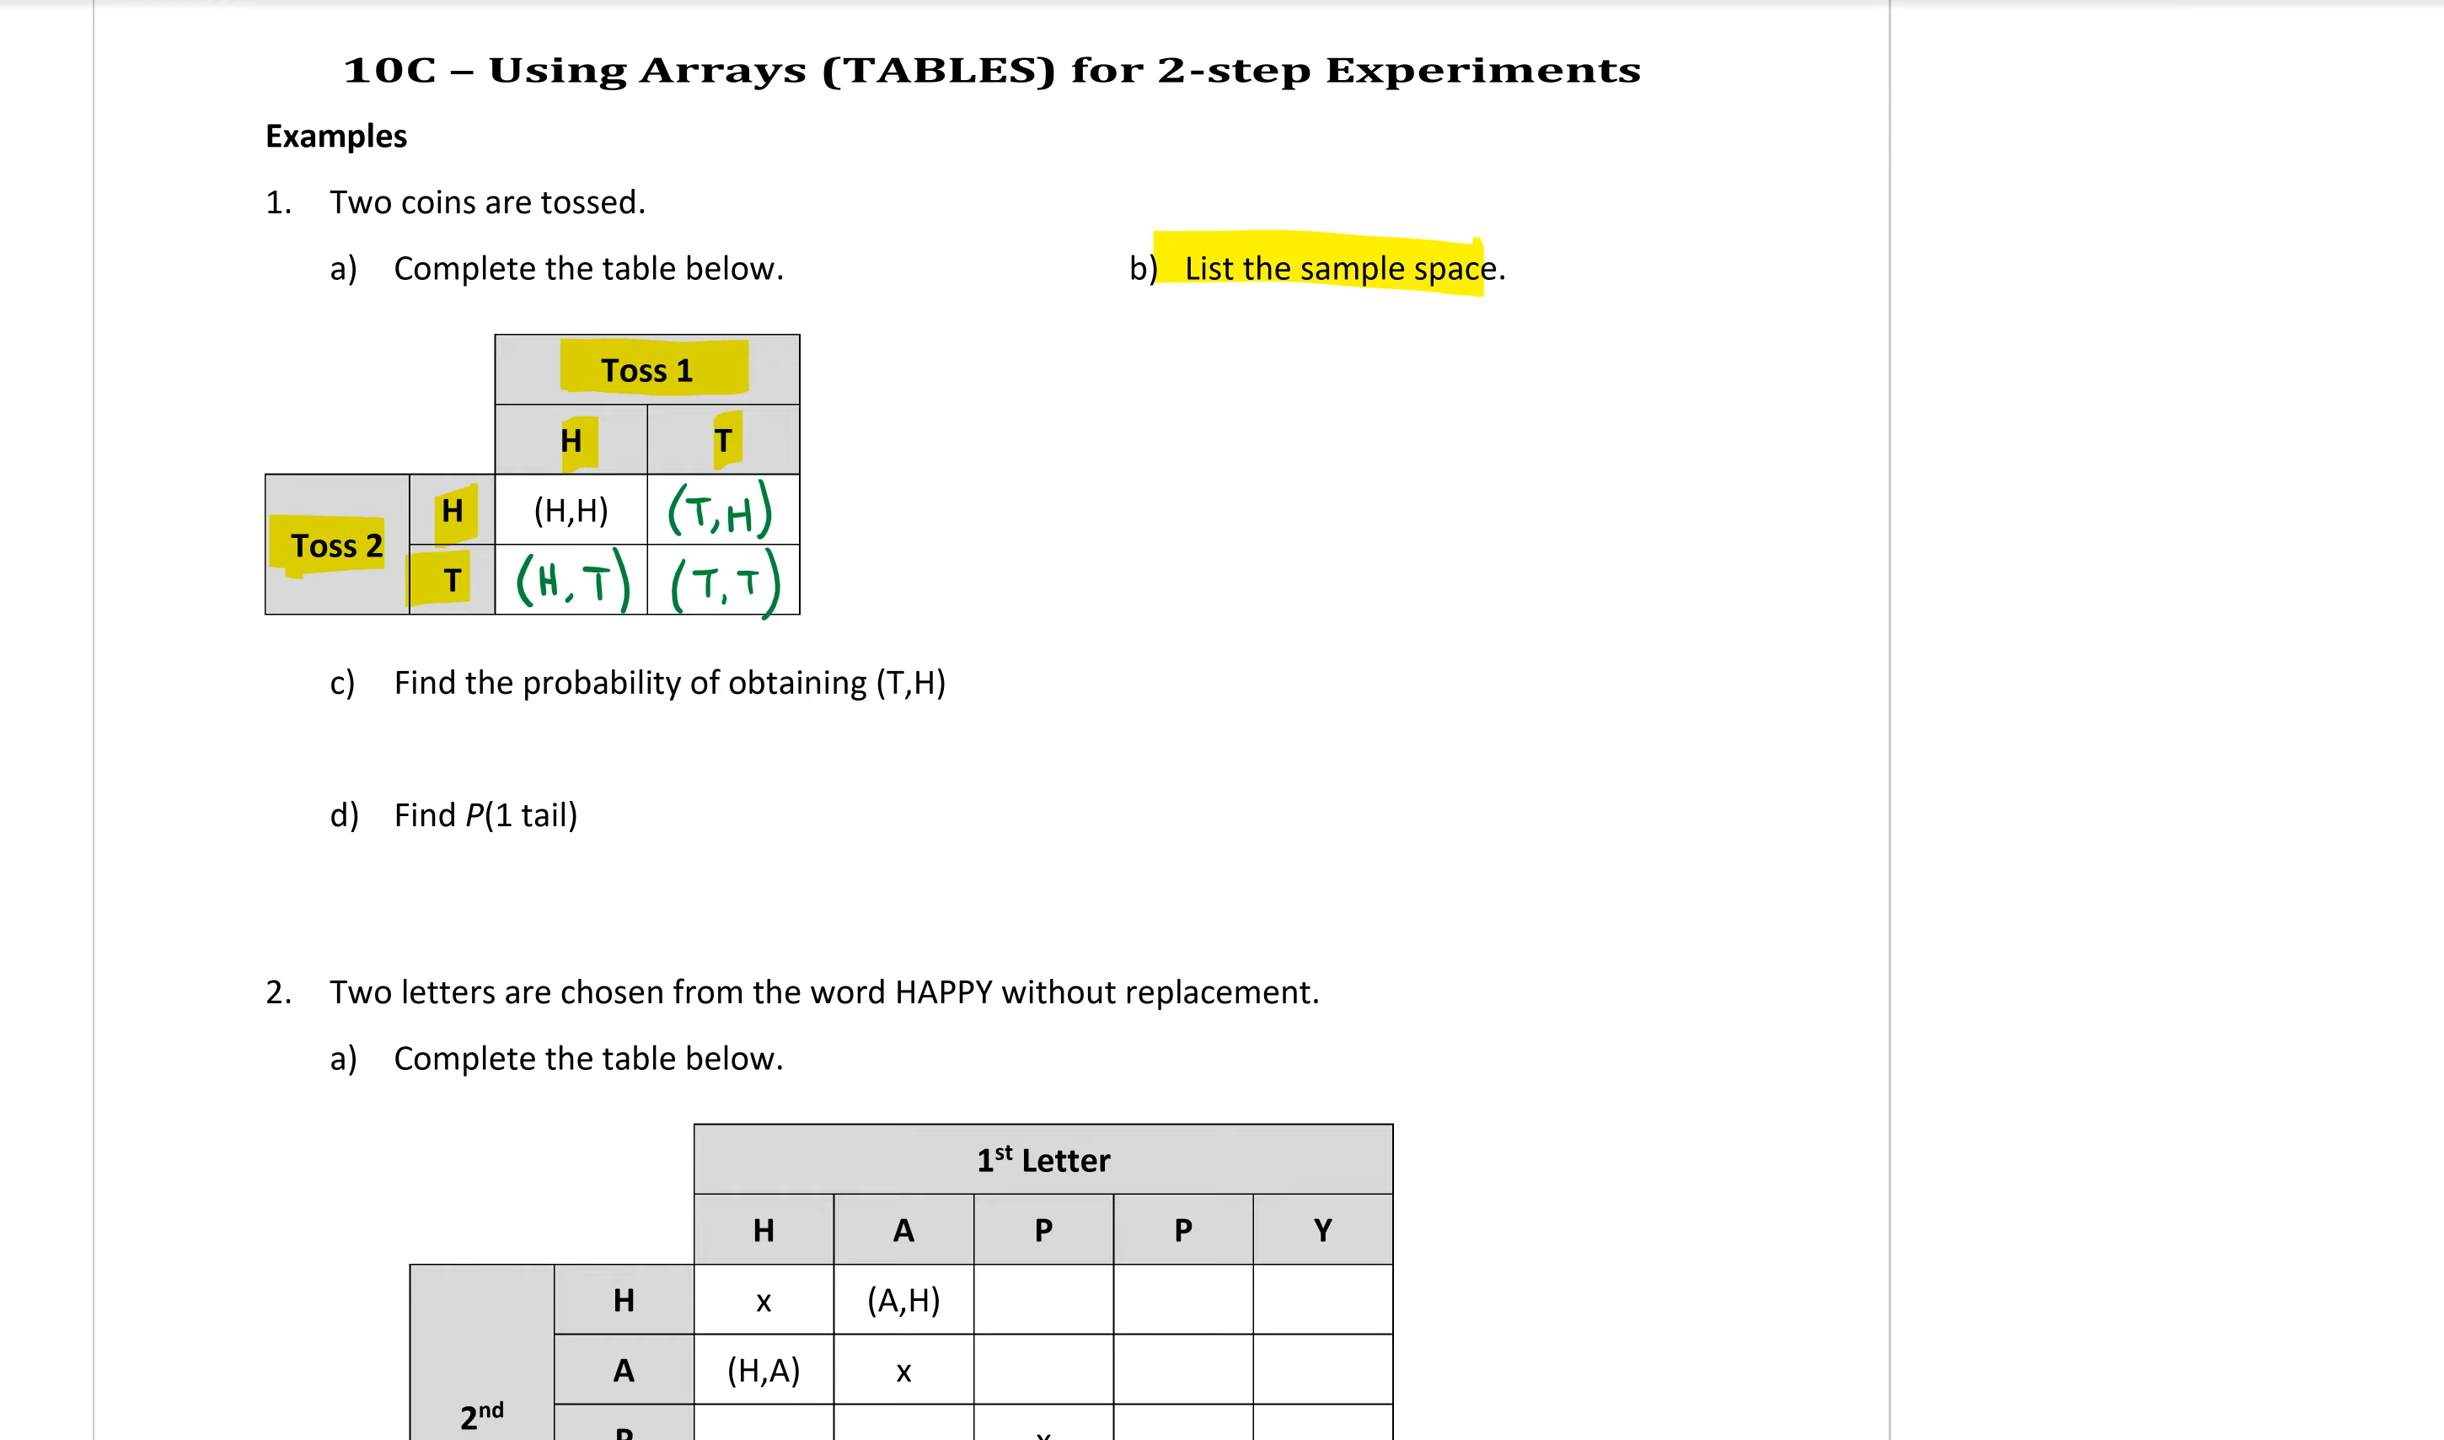 10C – Using Arrays (TABLES) for 2-step Experiments
Examples
1. Two coins are tossed.
a) Complete the table below. b) List the sample space.
Toss 1
H T
H (H,H) (T,H)
Toss 2
T (H,T) (T,T)
c) Find the probability of obtaining (T,H)
d) Find P(1 tail)
2. Two letters are chosen from the word HAPPY without replacement.
a) Complete the table below.
1st Letter
H A P P Y
H x (A,H)
A (H,A) x
2nd
P x